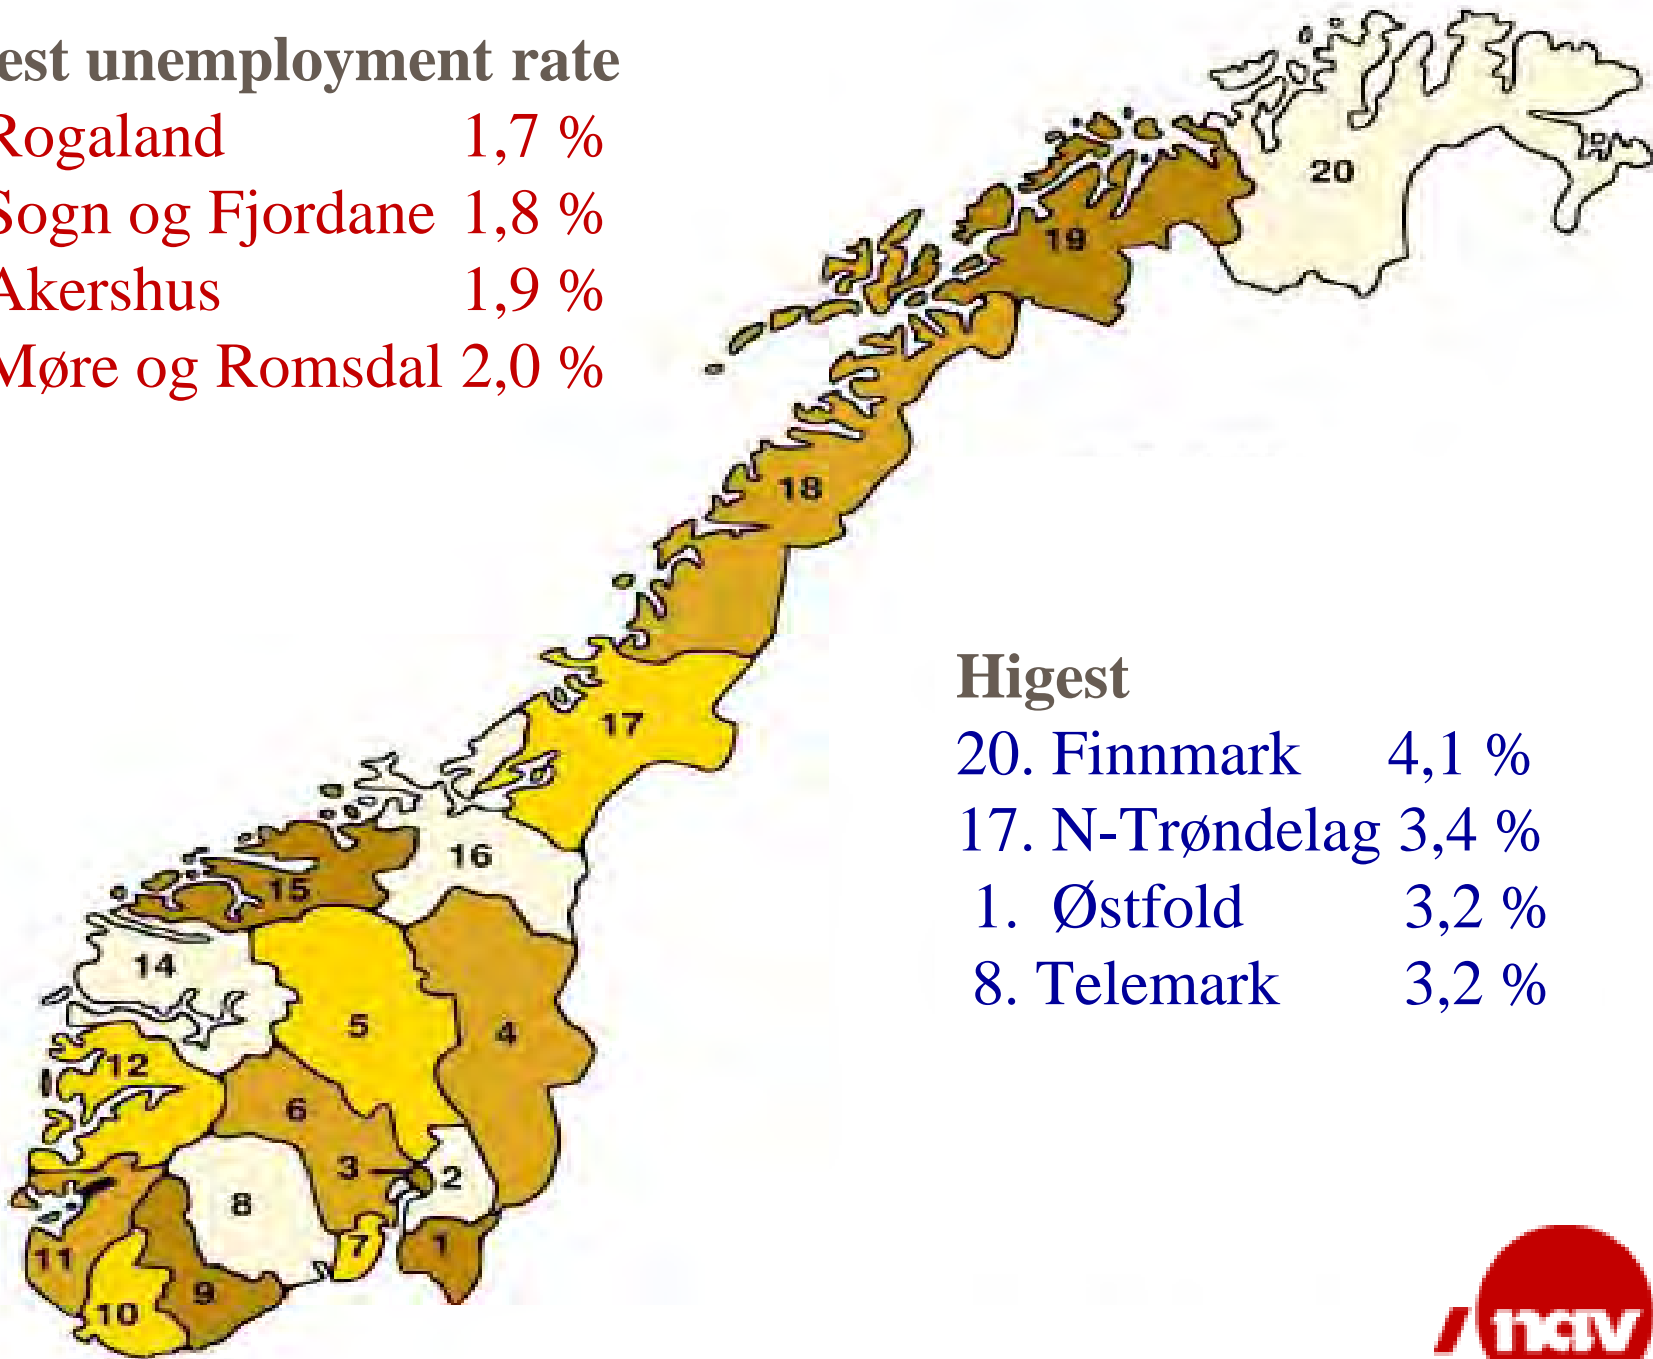 est unemployment rate
Rogaland 1,7 %
Sogn og Fjordane 1,8 %
Akershus 1,9 %
Møre og Romsdal 2,0 %
20
19
18
Higest
20. Finnmark 4,1 %
17. N-Trøndelag 3,4 %
1. Østfold 3,2 %
8. Telemark 3,2 %
17
16
15
14
5
4
12
6
3
2
8
7
1
11
9
10
nav